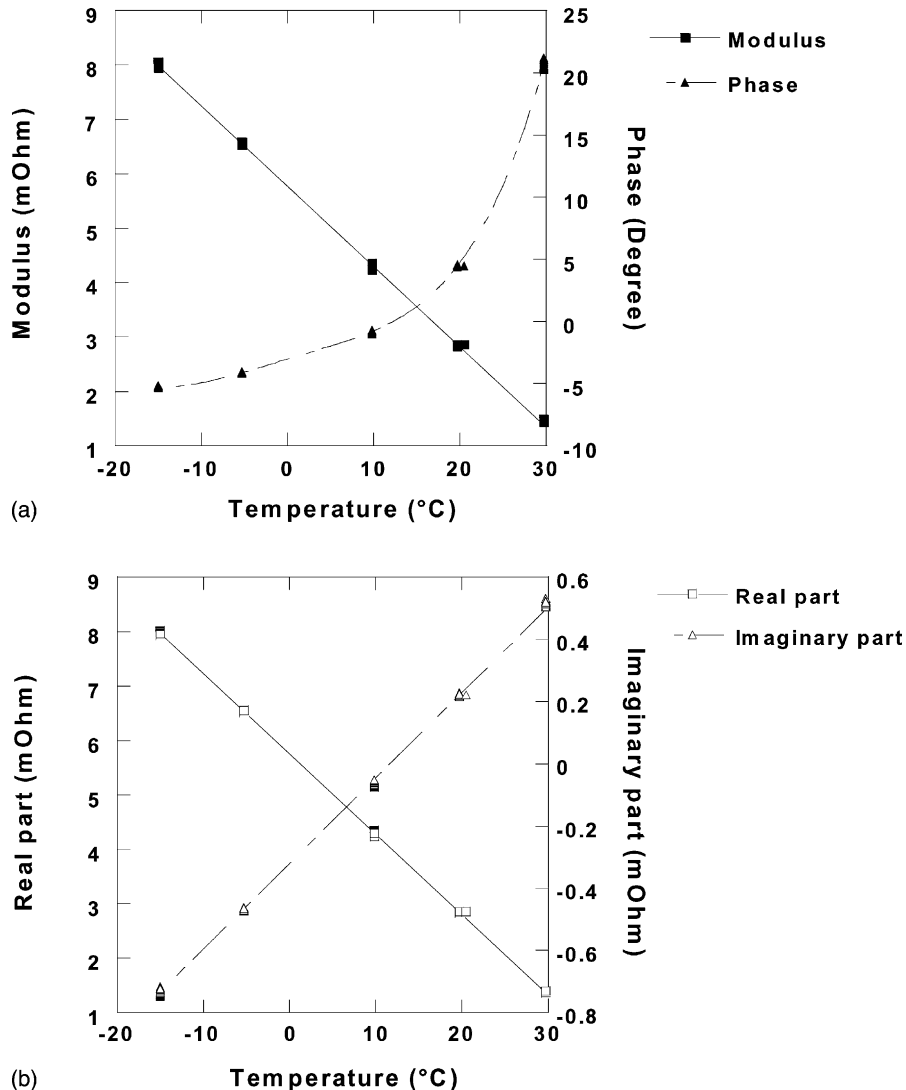 9
8
7
6
5
4
3
2
1
Modulus (mOhm)
25
20
15
10
5
0
-5
-10
Phase (Degree)
Modulus
Phase
-20 -10 0 10 20 30
Temperature (°C)
(a)
9
8
7
6
5
4
3
2
1
Real part (mOhm)
0.6
0.4
0.2
0
-0.2
-0.4
-0.6
-0.8
Imaginary part (mOhm)
Real part
Imaginary part
-20 -10 0 10 20 30
Temperature (°C)
(b)